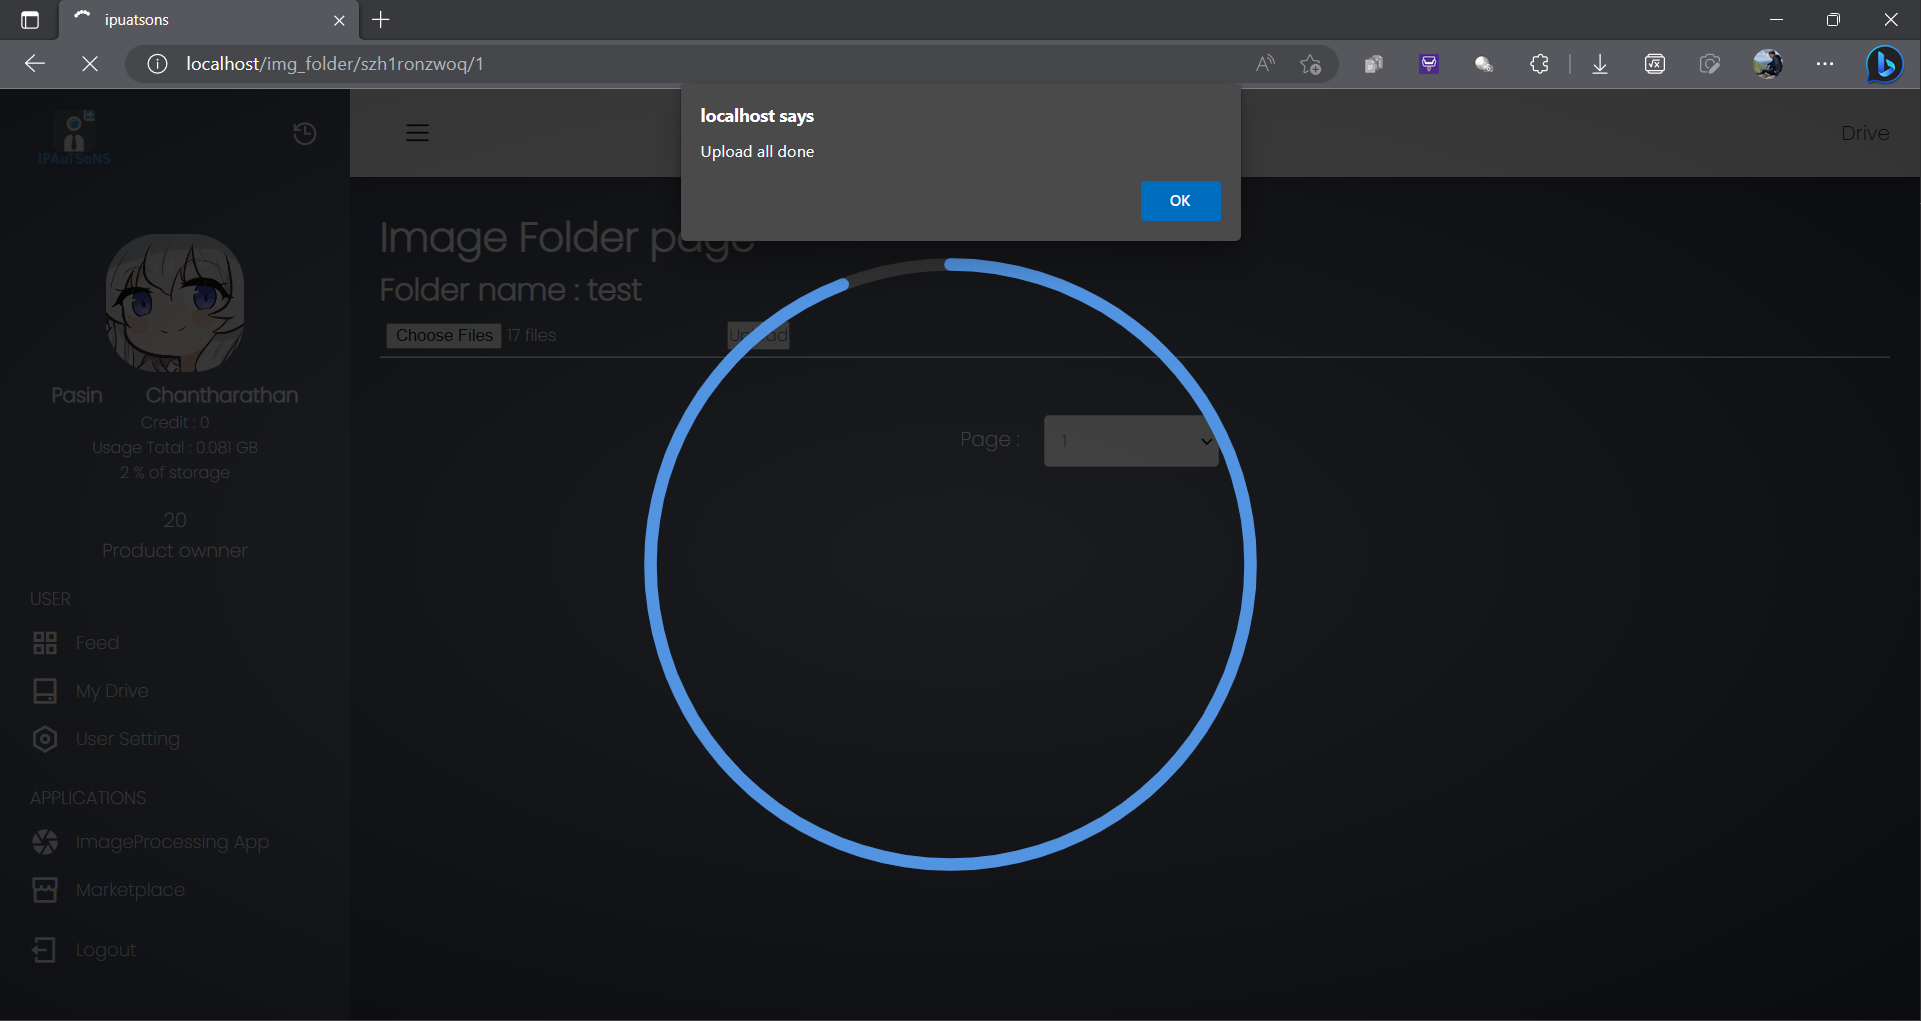 ipuatsons
localhost/img_folder/szh1ronzwoq/1
localhost says
Upload all done
OK
IPAuTSoNS
Drive
Image Folder page
Folder name : test
Choose Files 17 files
Upload
Pasin Chantharathan
Credit : 0
Usage Total : 0.081 GB
2 % of storage
Page : 1
20
Product ownner
USER
Feed
My Drive
User Setting
APPLICATIONS
ImageProcessing App
Marketplace
Logout